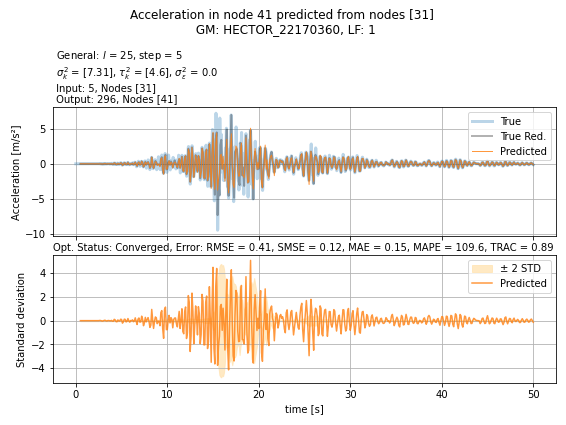 Acceleration in node 41 predicted from nodes [31]
GM: HECTOR_22170360, LF: 1
General: l = 25, step = 5
σ²ₖ = [7.31], τ²ₖ = [4.6], σ²ε = 0.0
Input: 5, Nodes [31]
Output: 296, Nodes [41]
Acceleration [m/s²]
5
0
−5
−10
True
True Red.
Predicted
Opt. Status: Converged, Error: RMSE = 0.41, SMSE = 0.12, MAE = 0.15, MAPE = 109.6, TRAC = 0.89
Standard deviation
4
2
0
−2
−4
± 2 STD
Predicted
0 10 20 30 40 50
time [s]